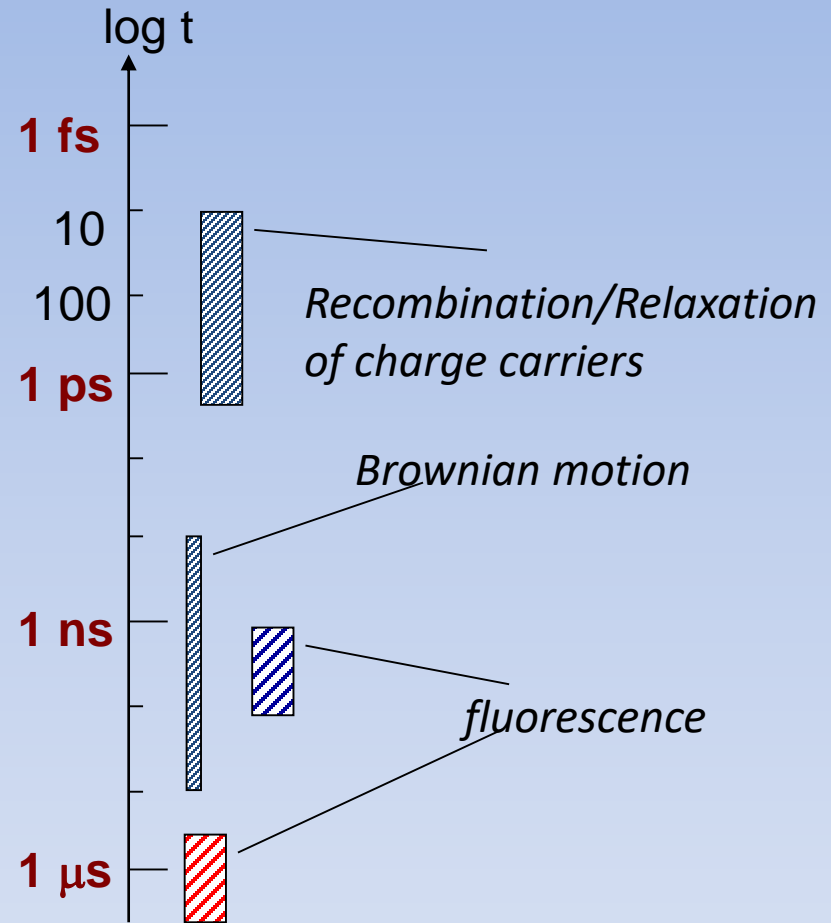 log t
1 fs
10
100
Recombination/Relaxation
of charge carriers
1 ps
Brownian motion
1 ns
fluorescence
1 μs